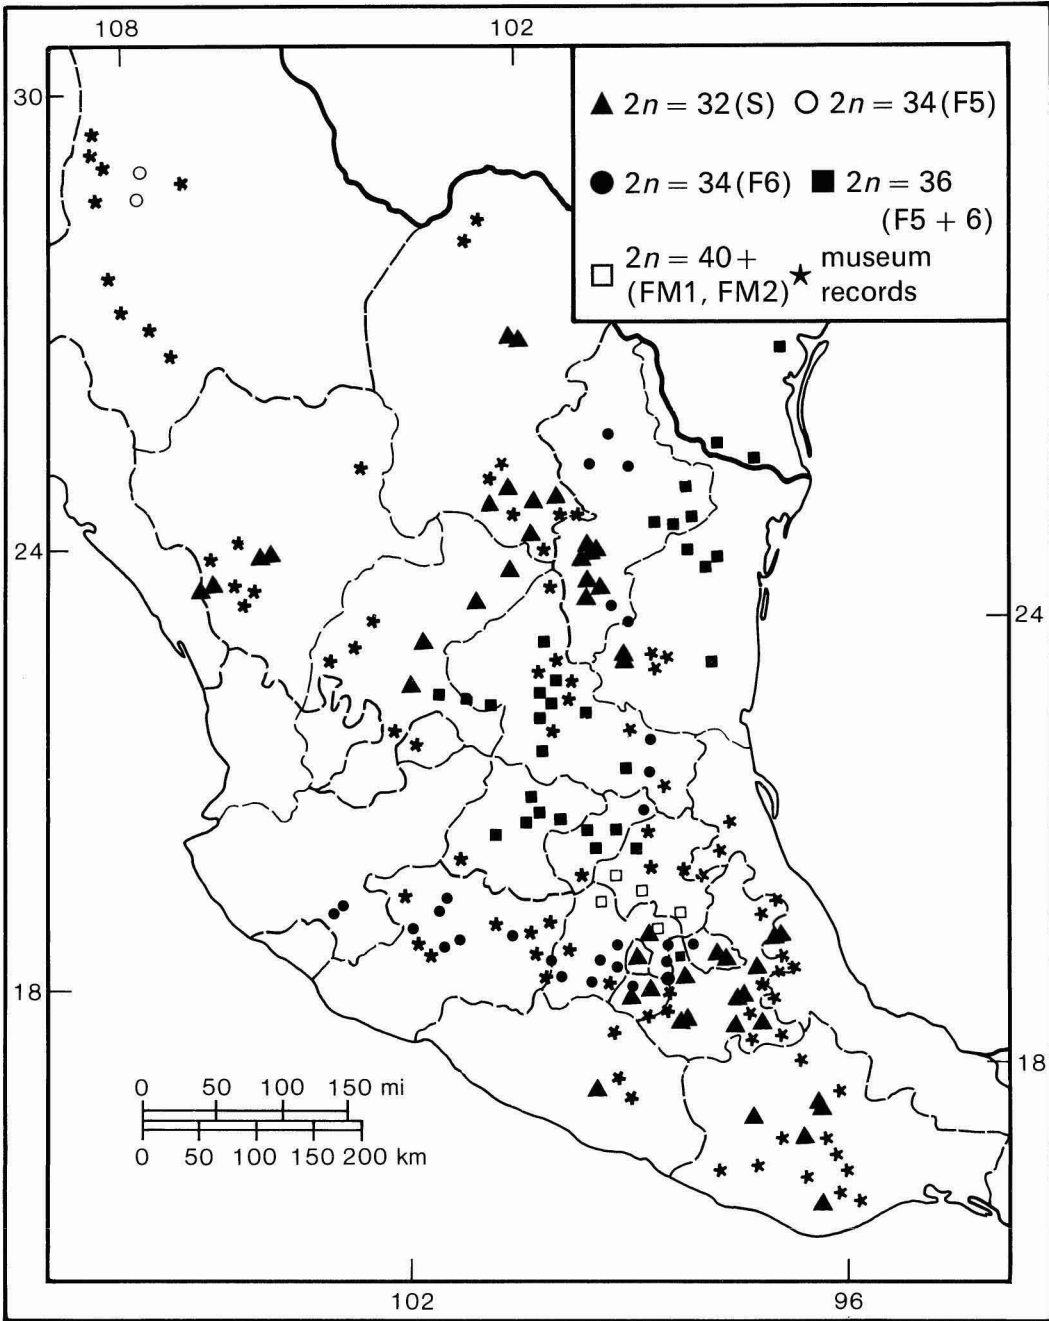 108 102
30
▲ 2n = 32 (S) ○ 2n = 34 (F5)
● 2n = 34 (F6) ■ 2n = 36
(F5 + 6)
□ 2n = 40 + ★ museum
(FM1, FM2) records
24
24
18
18
0 50 100 150 mi
0 50 100 150 200 km
102 96